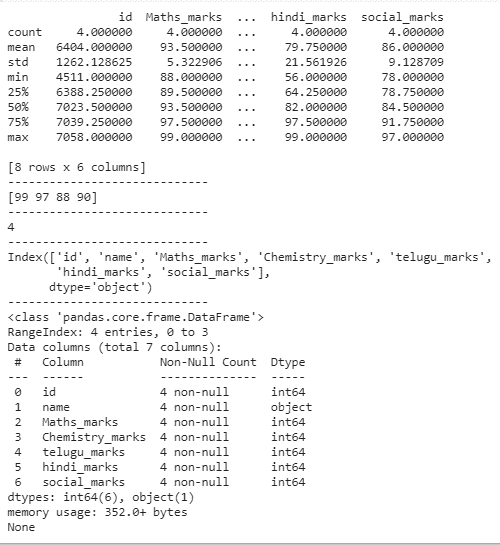 id  Maths_marks  ...  hindi_marks  social_marks
count     4.000000     4.000000  ...     4.000000      4.000000
mean   6404.000000    93.500000  ...    79.750000     86.000000
std    1262.128625     5.322906  ...    21.561926      9.128709
min    4511.000000    88.000000  ...    56.000000     78.000000
25%    6388.250000    89.500000  ...    64.250000     78.750000
50%    7023.500000    93.500000  ...    82.000000     84.500000
75%    7039.250000    97.500000  ...    97.500000     91.750000
max    7058.000000    99.000000  ...    99.000000     97.000000
[8 rows x 6 columns]
-----------------------------
[99 97 88 90]
-----------------------------
4
-----------------------------
Index(['id', 'name', 'Maths_marks', 'Chemistry_marks', 'telugu_marks',
       'hindi_marks', 'social_marks'],
      dtype='object')
-----------------------------
<class 'pandas.core.frame.DataFrame'>
RangeIndex: 4 entries, 0 to 3
Data columns (total 7 columns):
 #   Column           Non-Null Count  Dtype
---  ------           --------------  -----
 0   id               4 non-null      int64
 1   name             4 non-null      object
 2   Maths_marks      4 non-null      int64
 3   Chemistry_marks  4 non-null      int64
 4   telugu_marks     4 non-null      int64
 5   hindi_marks      4 non-null      int64
 6   social_marks     4 non-null      int64
dtypes: int64(6), object(1)
memory usage: 352.0+ bytes
None